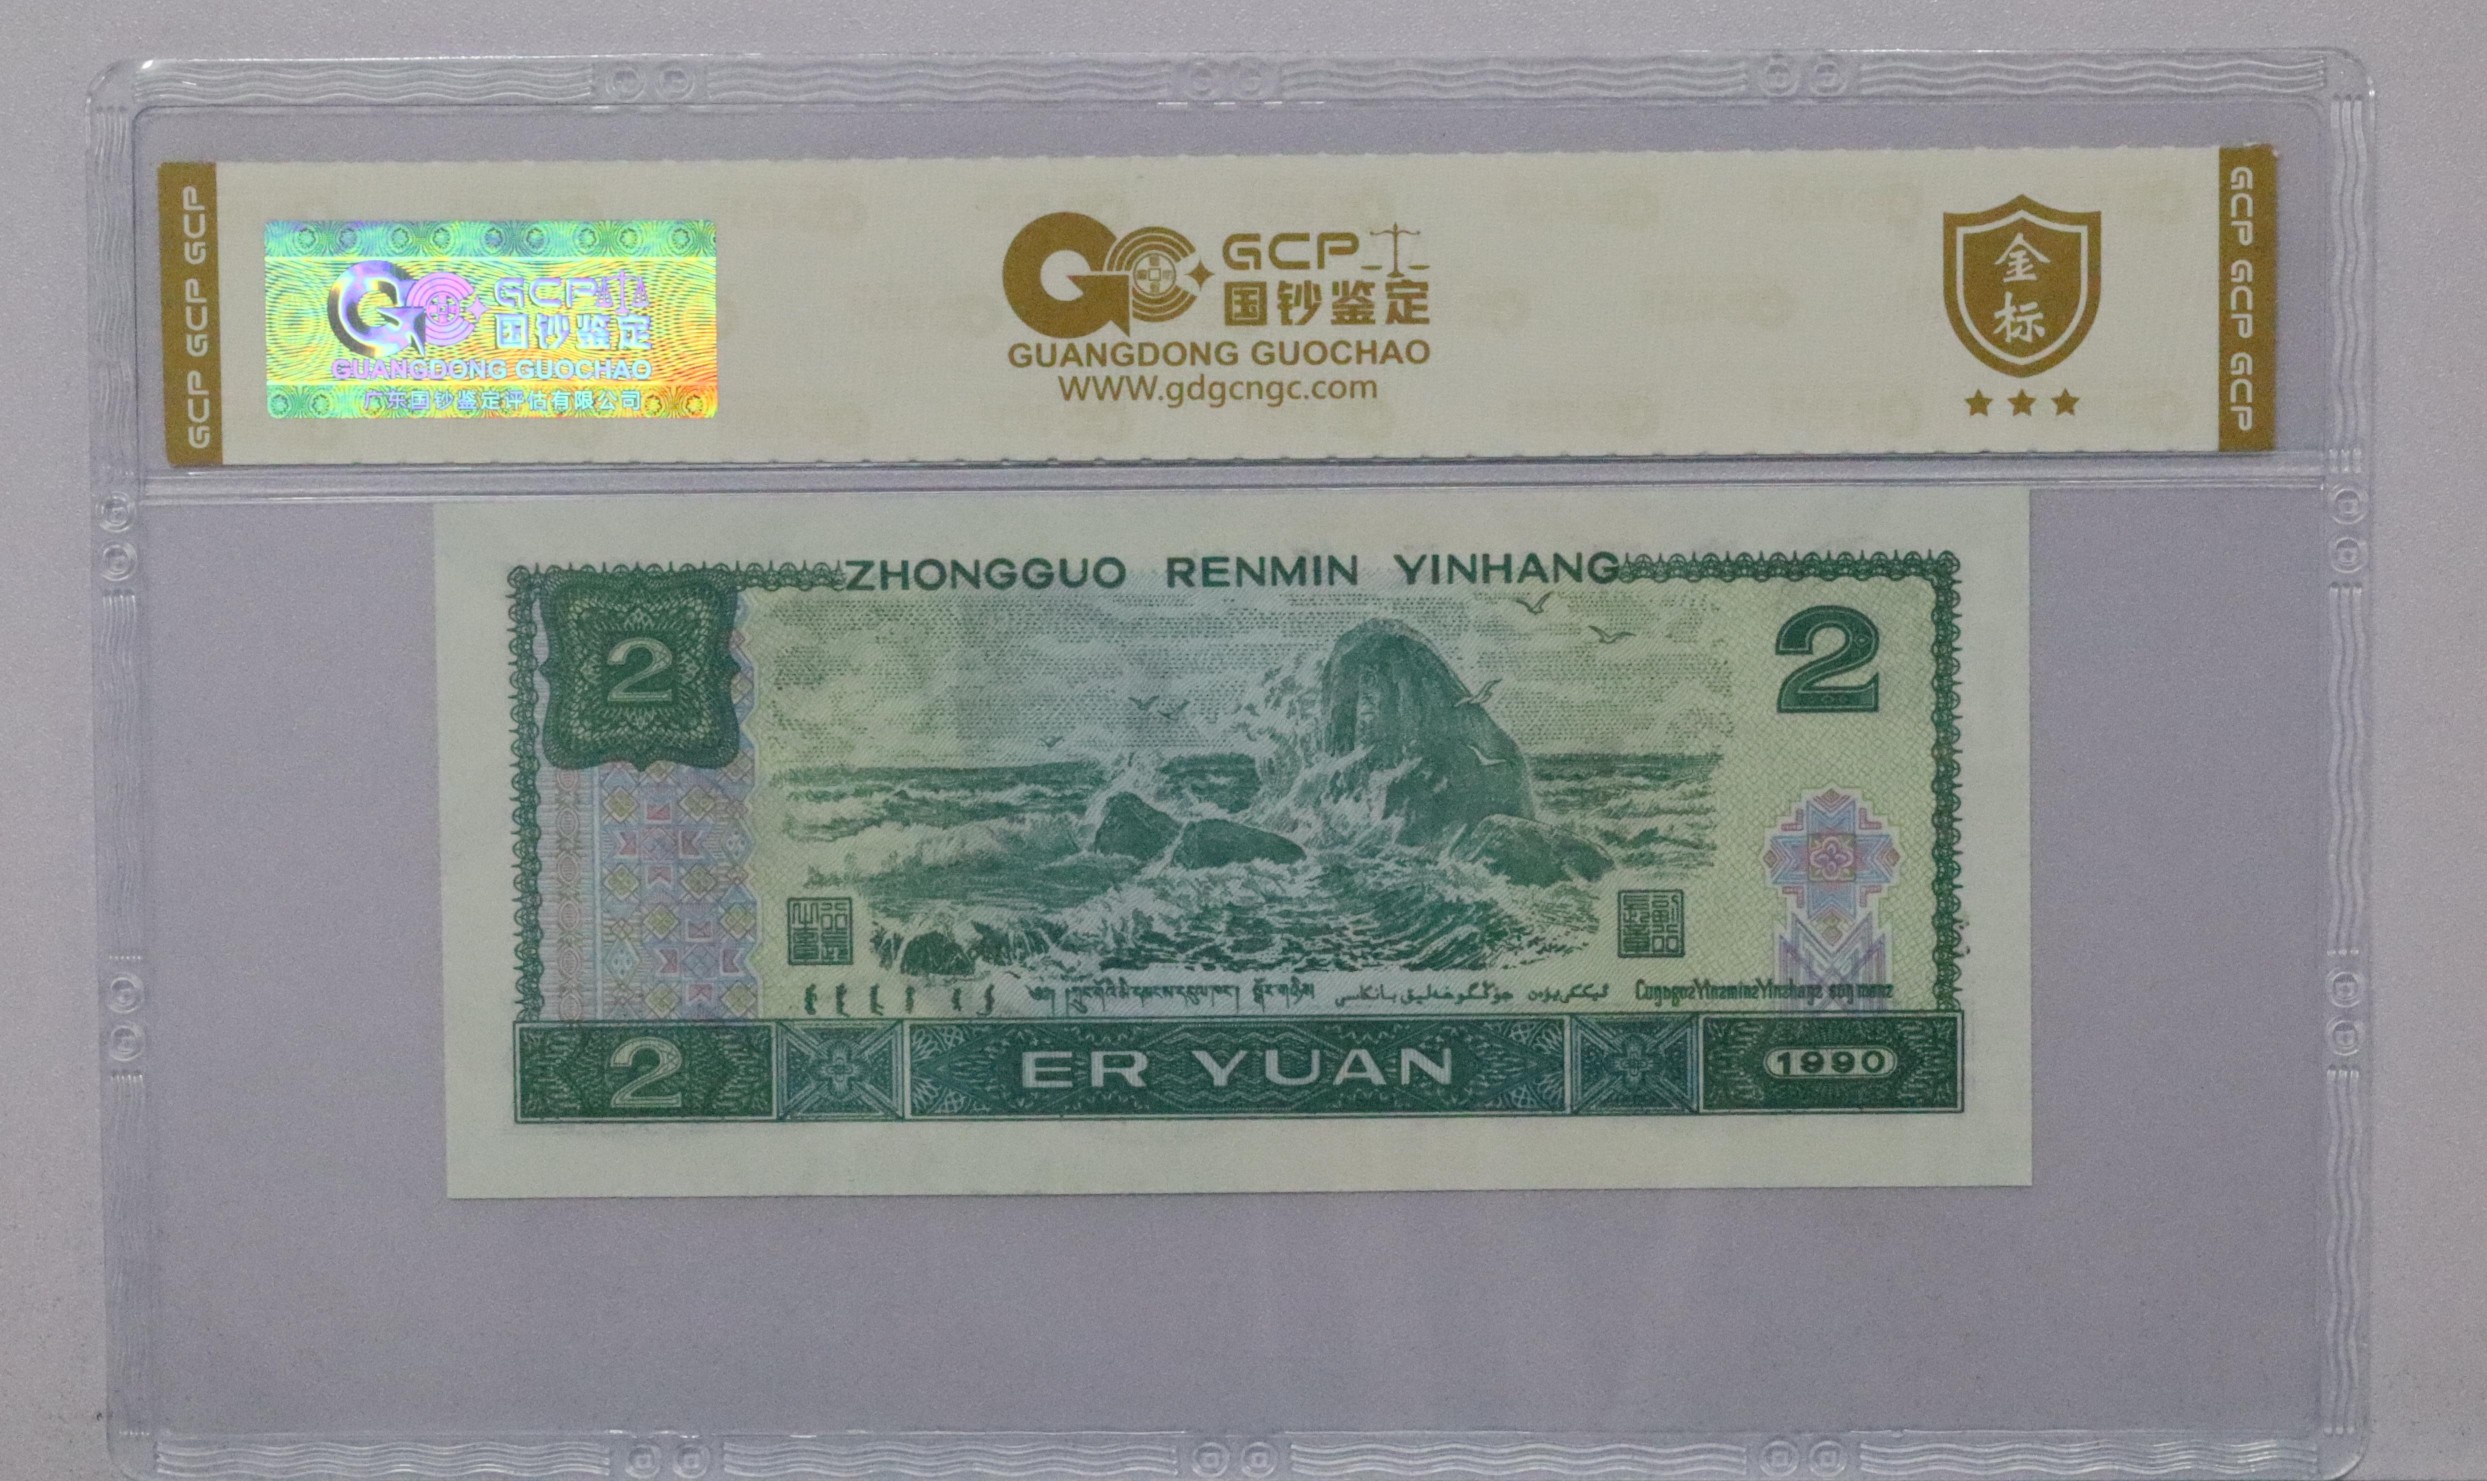 GCP GCP GCP
GCP
国钞鉴定
GUANGDONG GUOCHAO
广东国钞鉴定评估有限公司
GCP
国钞鉴定
GUANGDONG GUOCHAO
WWW.gdgcngc.com
金
标
GCP GCP GCP
ZHONGGUO RENMIN YINHANG
2
2
2
ER YUAN
1990